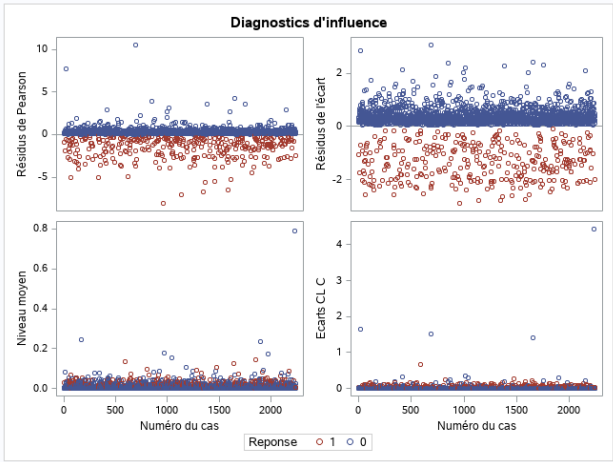 Diagnostics d'influence
Résidus de Pearson
10
5
0
-5
Résidus de l'écart
2
0
-2
Niveau moyen
0.8
0.6
0.4
0.2
0.0
0 500 1000 1500 2000
Numéro du cas
Ecarts CL C
4
3
2
1
0
0 500 1000 1500 2000
Numéro du cas
Reponse 1 0